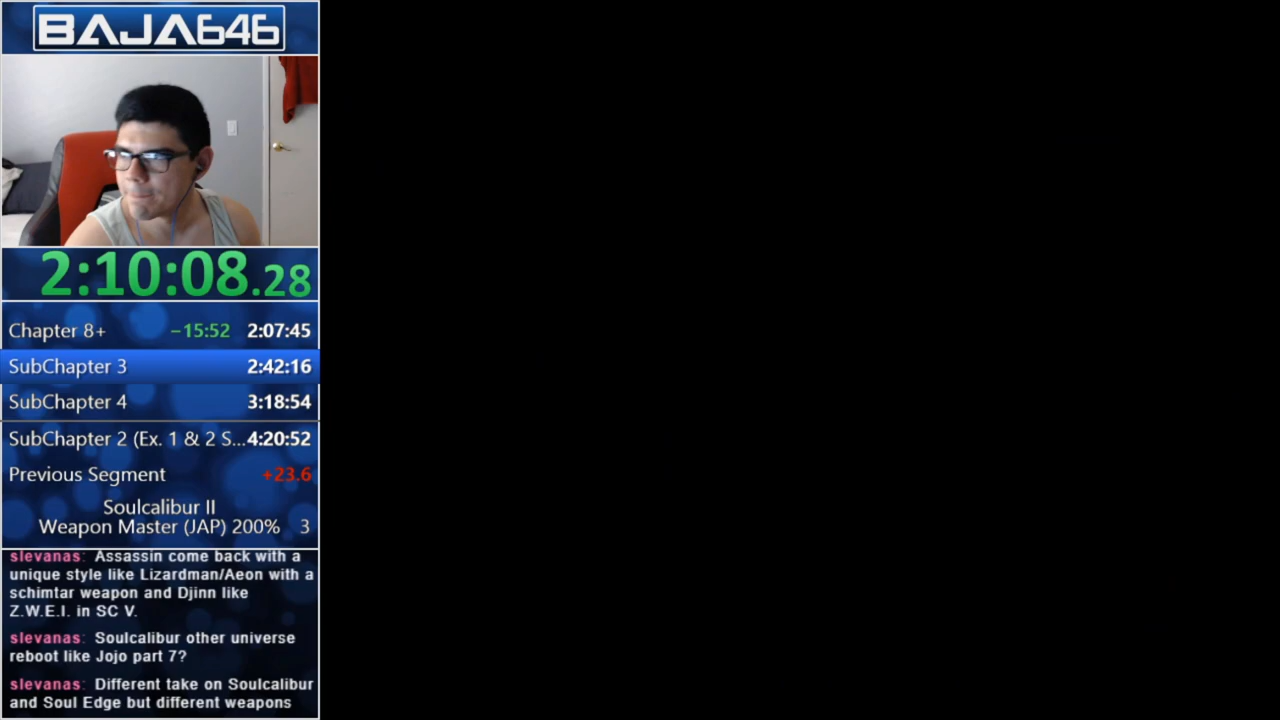 BAJA646
2:10:08.28
Chapter 8+ −15:52 2:07:45
SubChapter 3 2:42:16
SubChapter 4 3:18:54
SubChapter 2 (Ex. 1 & 2 S... 4:20:52
Previous Segment +23.6
Soulcalibur II
Weapon Master (JAP) 200% 3
slevanas: Assassin come back with a
unique style like Lizardman/Aeon with a
schimtar weapon and Djinn like
Z.W.E.I. in SC V.
slevanas: Soulcalibur other universe
reboot like Jojo part 7?
slevanas: Different take on Soulcalibur
and Soul Edge but different weapons